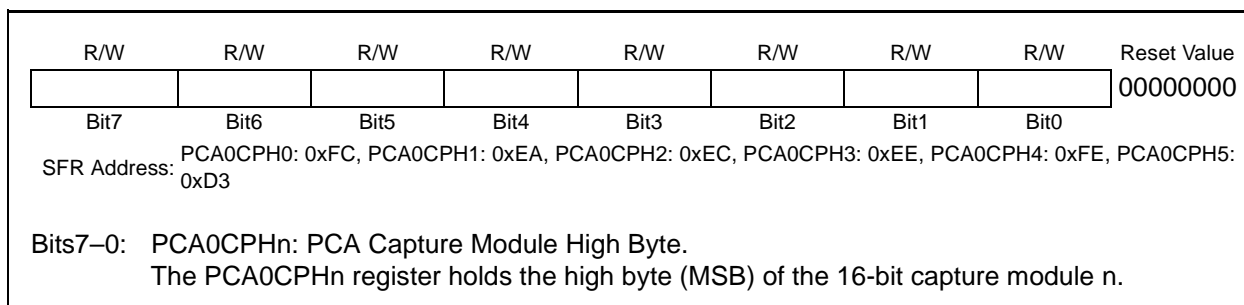 R/W R/W R/W R/W R/W R/W R/W R/W Reset Value
00000000
Bit7 Bit6 Bit5 Bit4 Bit3 Bit2 Bit1 Bit0
SFR Address: PCA0CPH0: 0xFC, PCA0CPH1: 0xEA, PCA0CPH2: 0xEC, PCA0CPH3: 0xEE, PCA0CPH4: 0xFE, PCA0CPH5:
0xD3
Bits7–0: PCA0CPHn: PCA Capture Module High Byte.
The PCA0CPHn register holds the high byte (MSB) of the 16-bit capture module n.